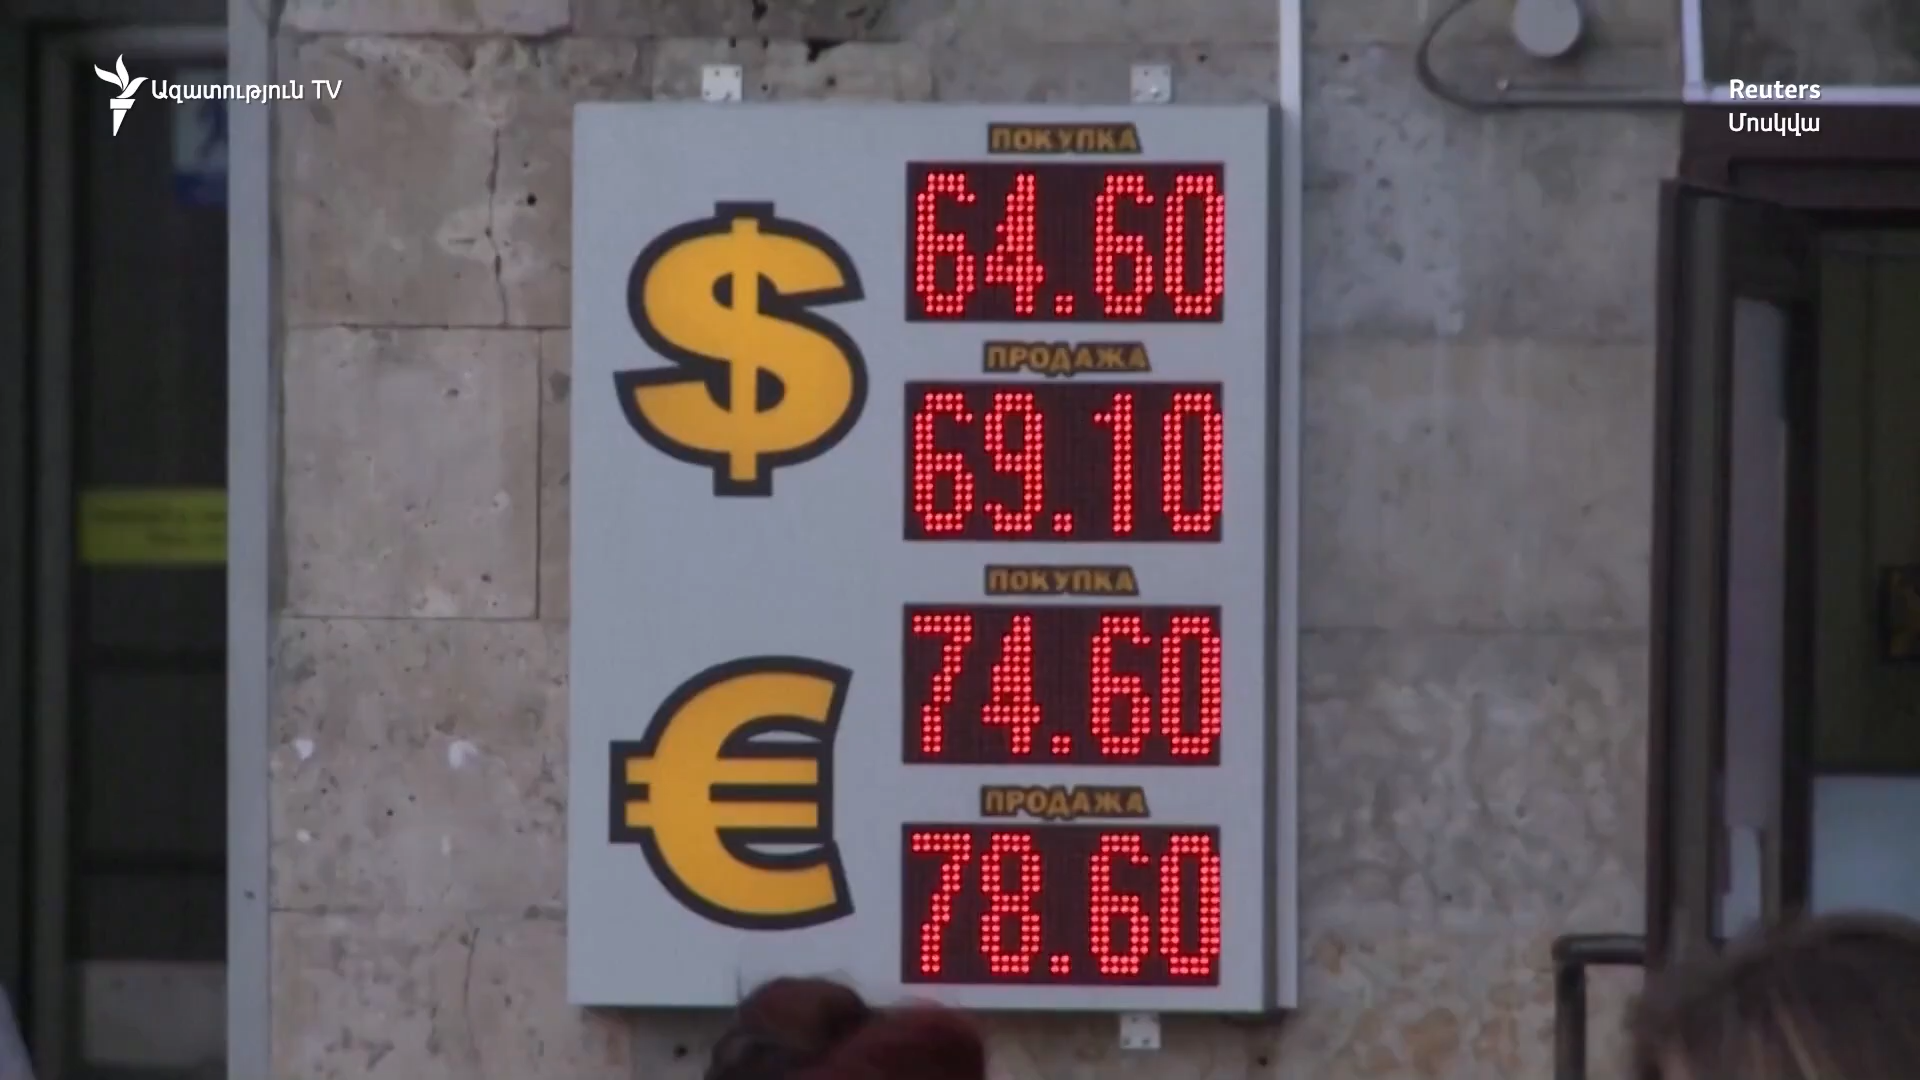 Ազատություն TV
Reuters
Մոսկվա
ПОКУПКА
64.60
ПРОДАЖА
$
69.10
ПОКУПКА
74.60
ПРОДАЖА
€
78.60